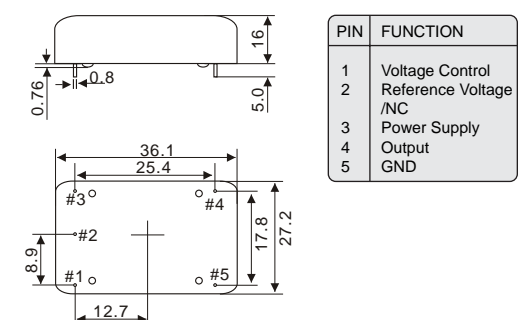 16
0.8
0.76
5.0
36.1
25.4
#3
#4
#2
17.8
27.2
8.9
#1
#5
12.7
PIN FUNCTION
1 Voltage Control
2 Reference Voltage
/NC
3 Power Supply
4 Output
5 GND